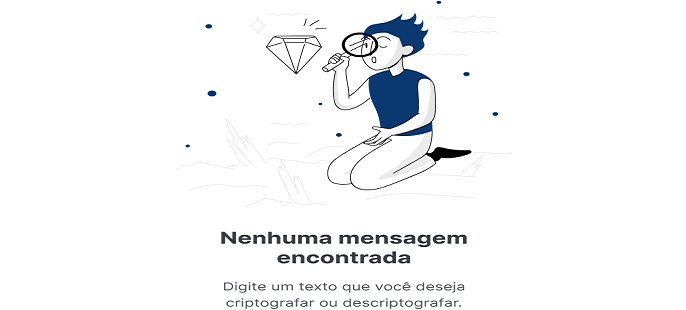 Nenhuma mensagem
encontrada
Digite um texto que você deseja
criptografar ou descriptografar.